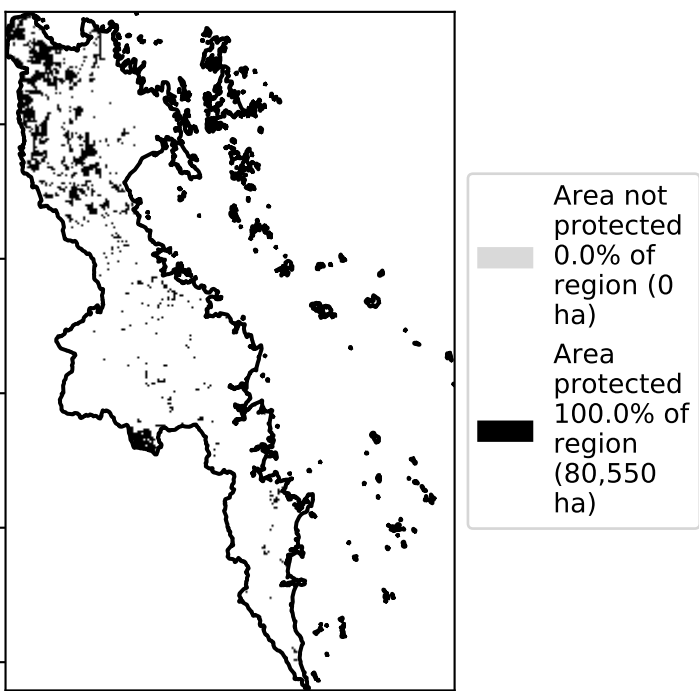 Area not
protected
0.0% of
region (0
ha)
Area
protected
100.0% of
region
(80,550
ha)